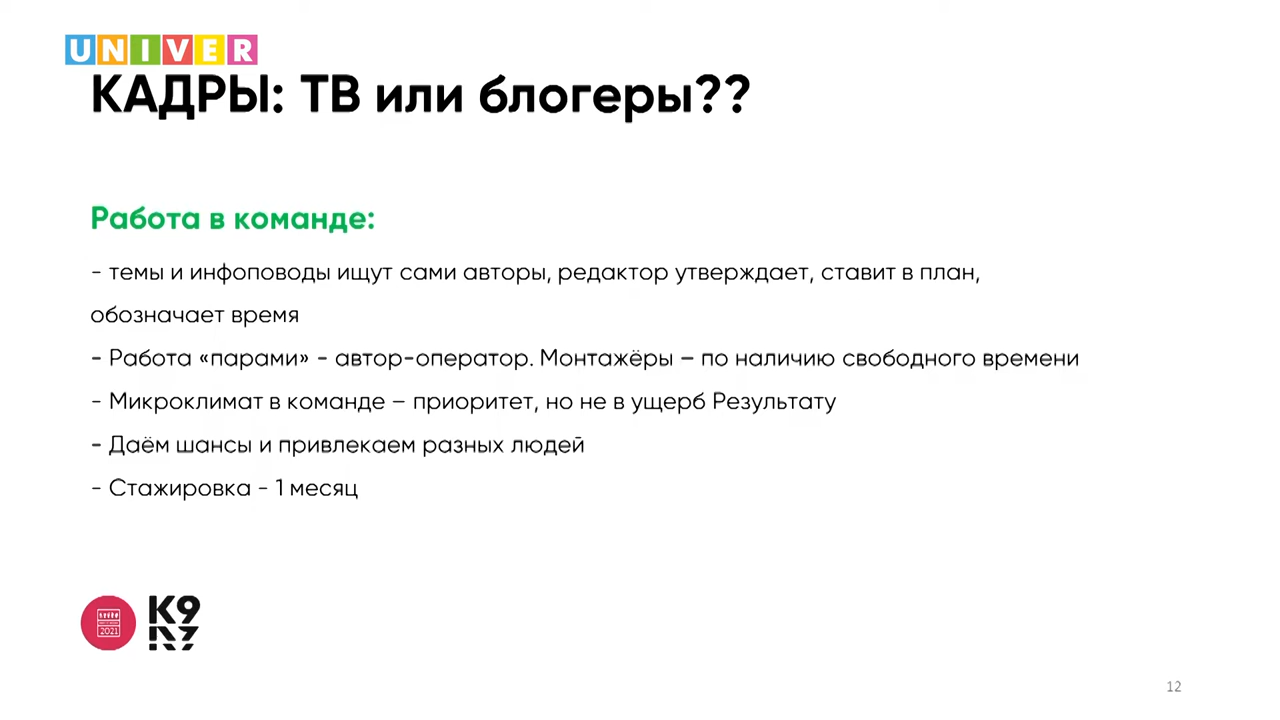 UNIVER
КАДРЫ: ТВ или блогеры??
Работа в команде:
- темы и инфоповоды ищут сами авторы, редактор утверждает, ставит в план,
обозначает время
- Работа «парами» - автор-оператор. Монтажёры – по наличию свободного времени
- Микроклимат в команде – приоритет, но не в ущерб Результату
- Даём шансы и привлекаем разных людей
- Стажировка - 1 месяц
2021
К9
12